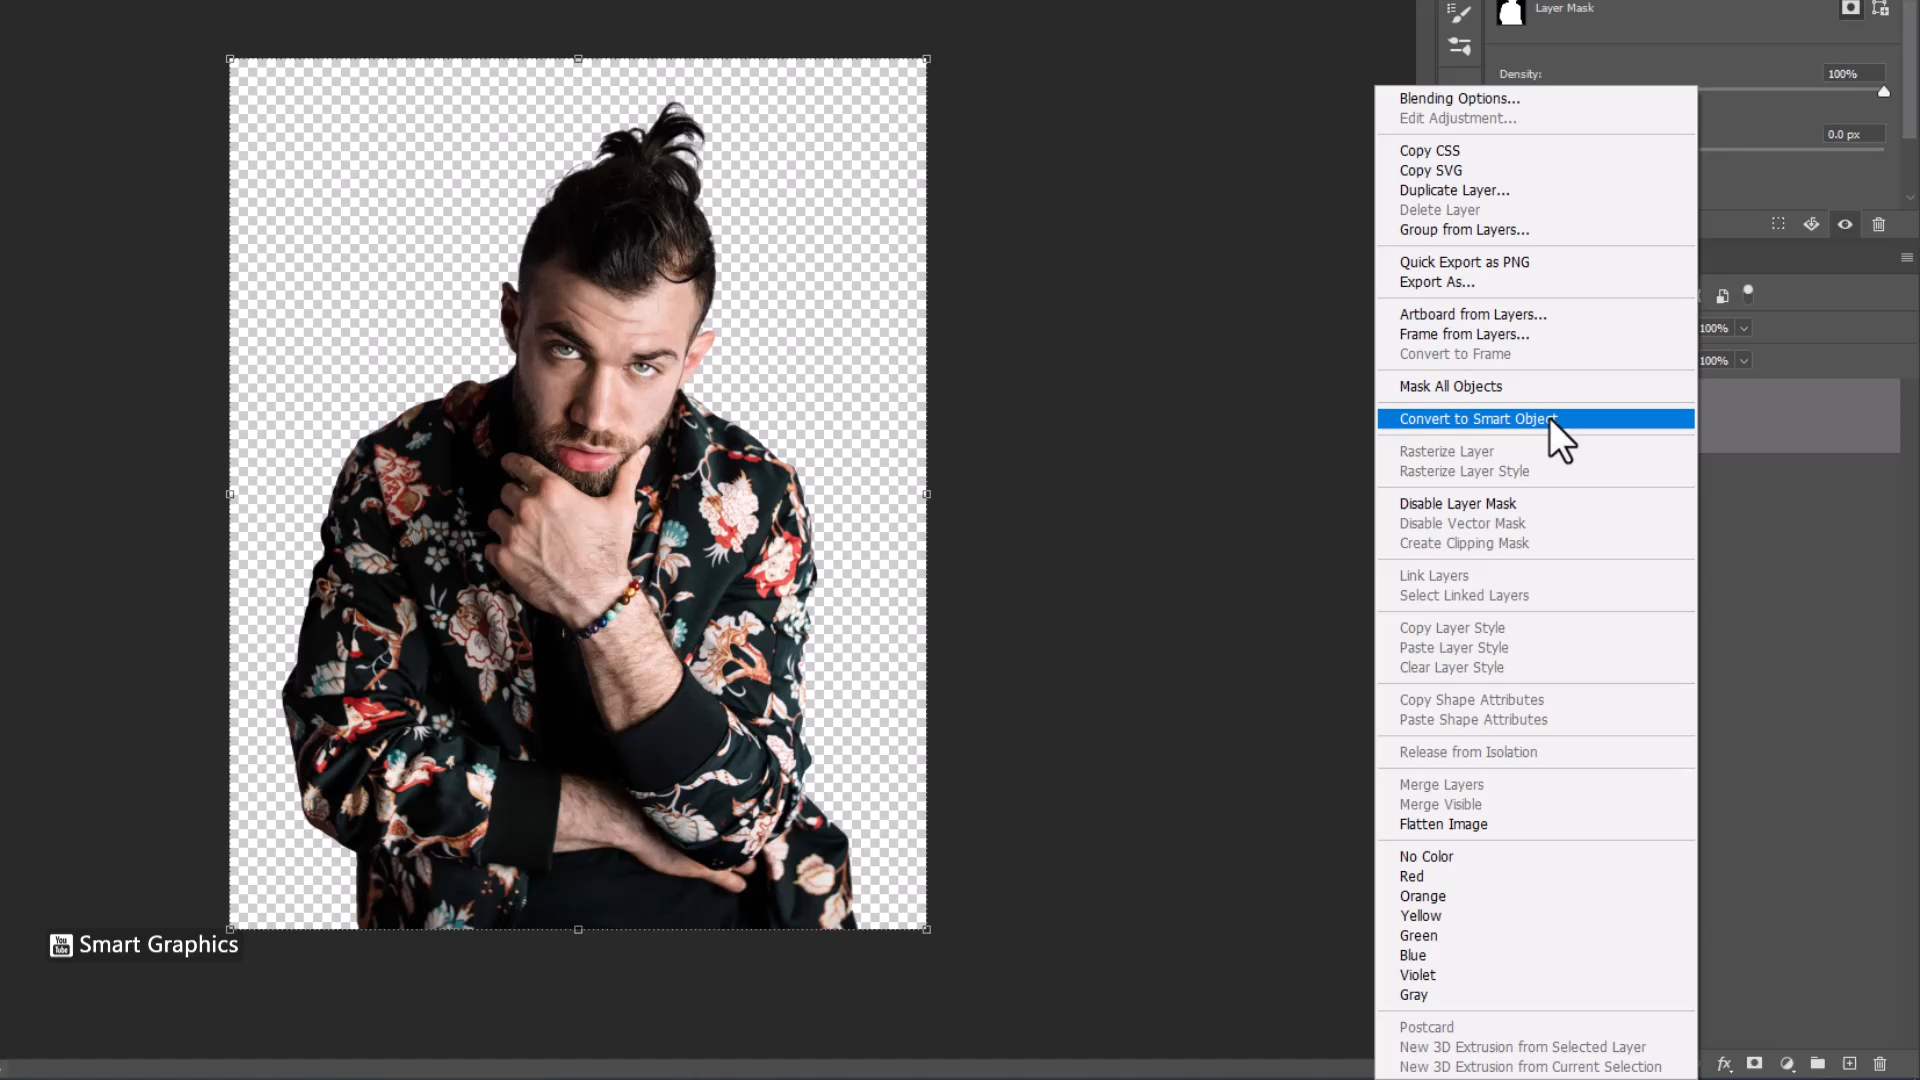 Layer Mask
Density:
100%
0.0 px
Blending Options...
Edit Adjustment...
Copy CSS
Copy SVG
Duplicate Layer...
Delete Layer
Group from Layers...
Quick Export as PNG
Export As...
Artboard from Layers...
Frame from Layers...
100%
Convert to Frame
100%
Mask All Objects
Convert to Smart Object
Rasterize Layer
Rasterize Layer Style
Disable Layer Mask
Disable Vector Mask
Create Clipping Mask
Link Layers
Select Linked Layers
Copy Layer Style
Paste Layer Style
Clear Layer Style
Copy Shape Attributes
Paste Shape Attributes
Release from Isolation
Merge Layers
Merge Visible
Flatten Image
No Color
Red
Orange
Yellow
Green
Blue
Violet
Gray
Postcard
New 3D Extrusion from Selected Layer
New 3D Extrusion from Current Selection
fx
You Tube Smart Graphics